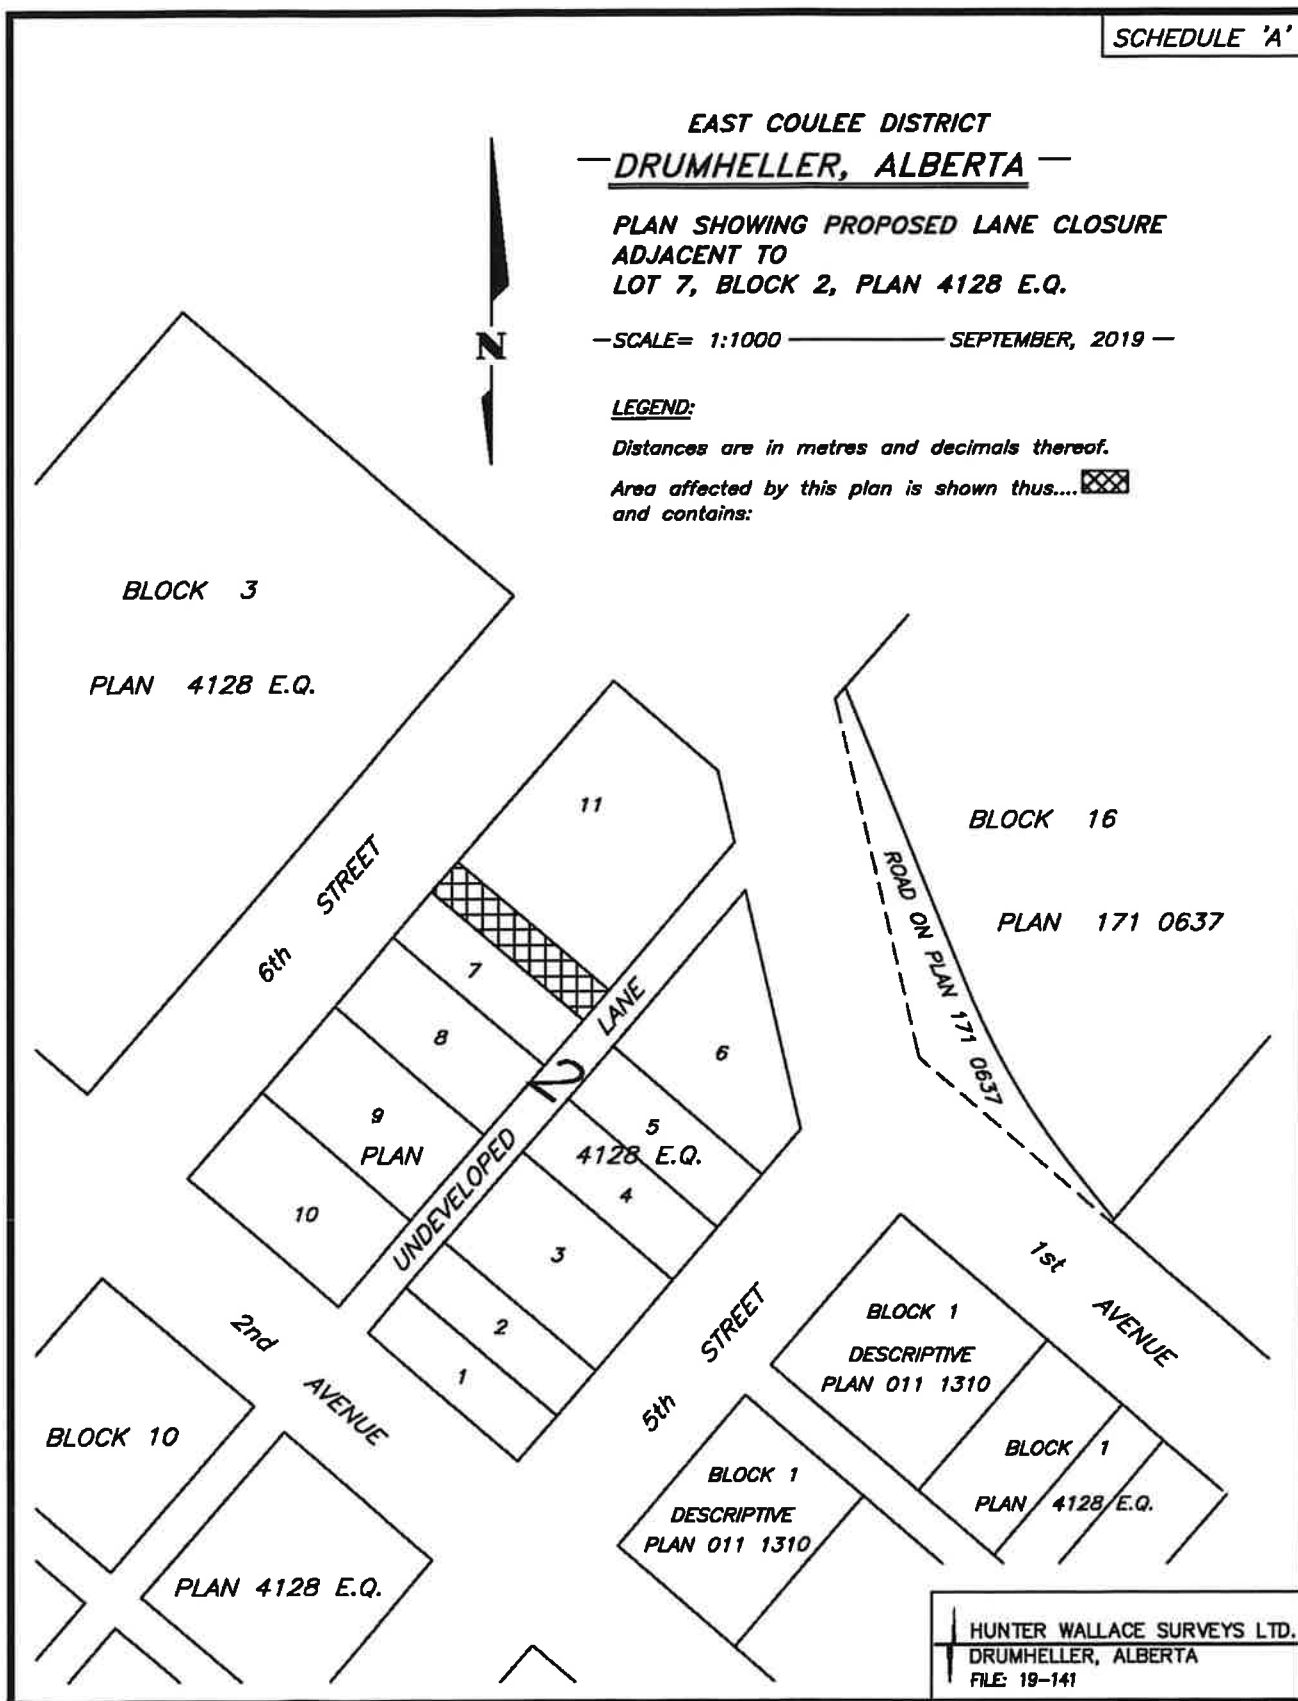 SCHEDULE 'A'
EAST COULEE DISTRICT
DRUMHELLER, ALBERTA
PLAN SHOWING PROPOSED LANE CLOSURE
ADJACENT TO
LOT 7, BLOCK 2, PLAN 4128 E.Q.
SCALE= 1:1000 SEPTEMBER, 2019
N
LEGEND:
Distances are in metres and decimals thereof.
Area affected by this plan is shown thus....
and contains:
BLOCK 3
PLAN 4128 E.Q.
11
BLOCK 16
PLAN 171 0637
ROAD ON PLAN 171 0637
6th STREET
7
8
9
10
PLAN 4128 E.Q.
2
UNDEVELOPED LANE
6
5
4
3
2
1
2nd AVENUE
5th STREET
1st AVENUE
BLOCK 1
DESCRIPTIVE
PLAN 011 1310
BLOCK 1
PLAN 4128 E.Q.
BLOCK 1
DESCRIPTIVE
PLAN 011 1310
BLOCK 10
PLAN 4128 E.Q.
HUNTER WALLACE SURVEYS LTD.
DRUMHELLER, ALBERTA
FILE: 19-141